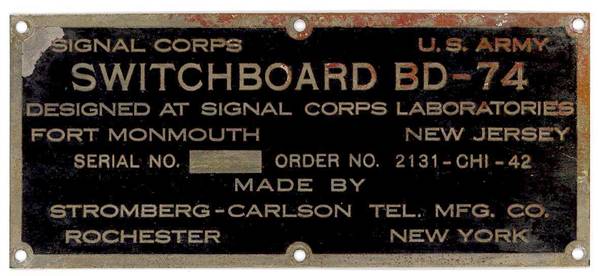 SIGNAL CORPS U.S. ARMY
SWITCHBOARD BD-74
DESIGNED AT SIGNAL CORPS LABORATORIES
FORT MONMOUTH NEW JERSEY
SERIAL NO. ORDER NO. 2131-CHI-42
MADE BY
STROMBERG-CARLSON TEL. MFG. CO.
ROCHESTER NEW YORK